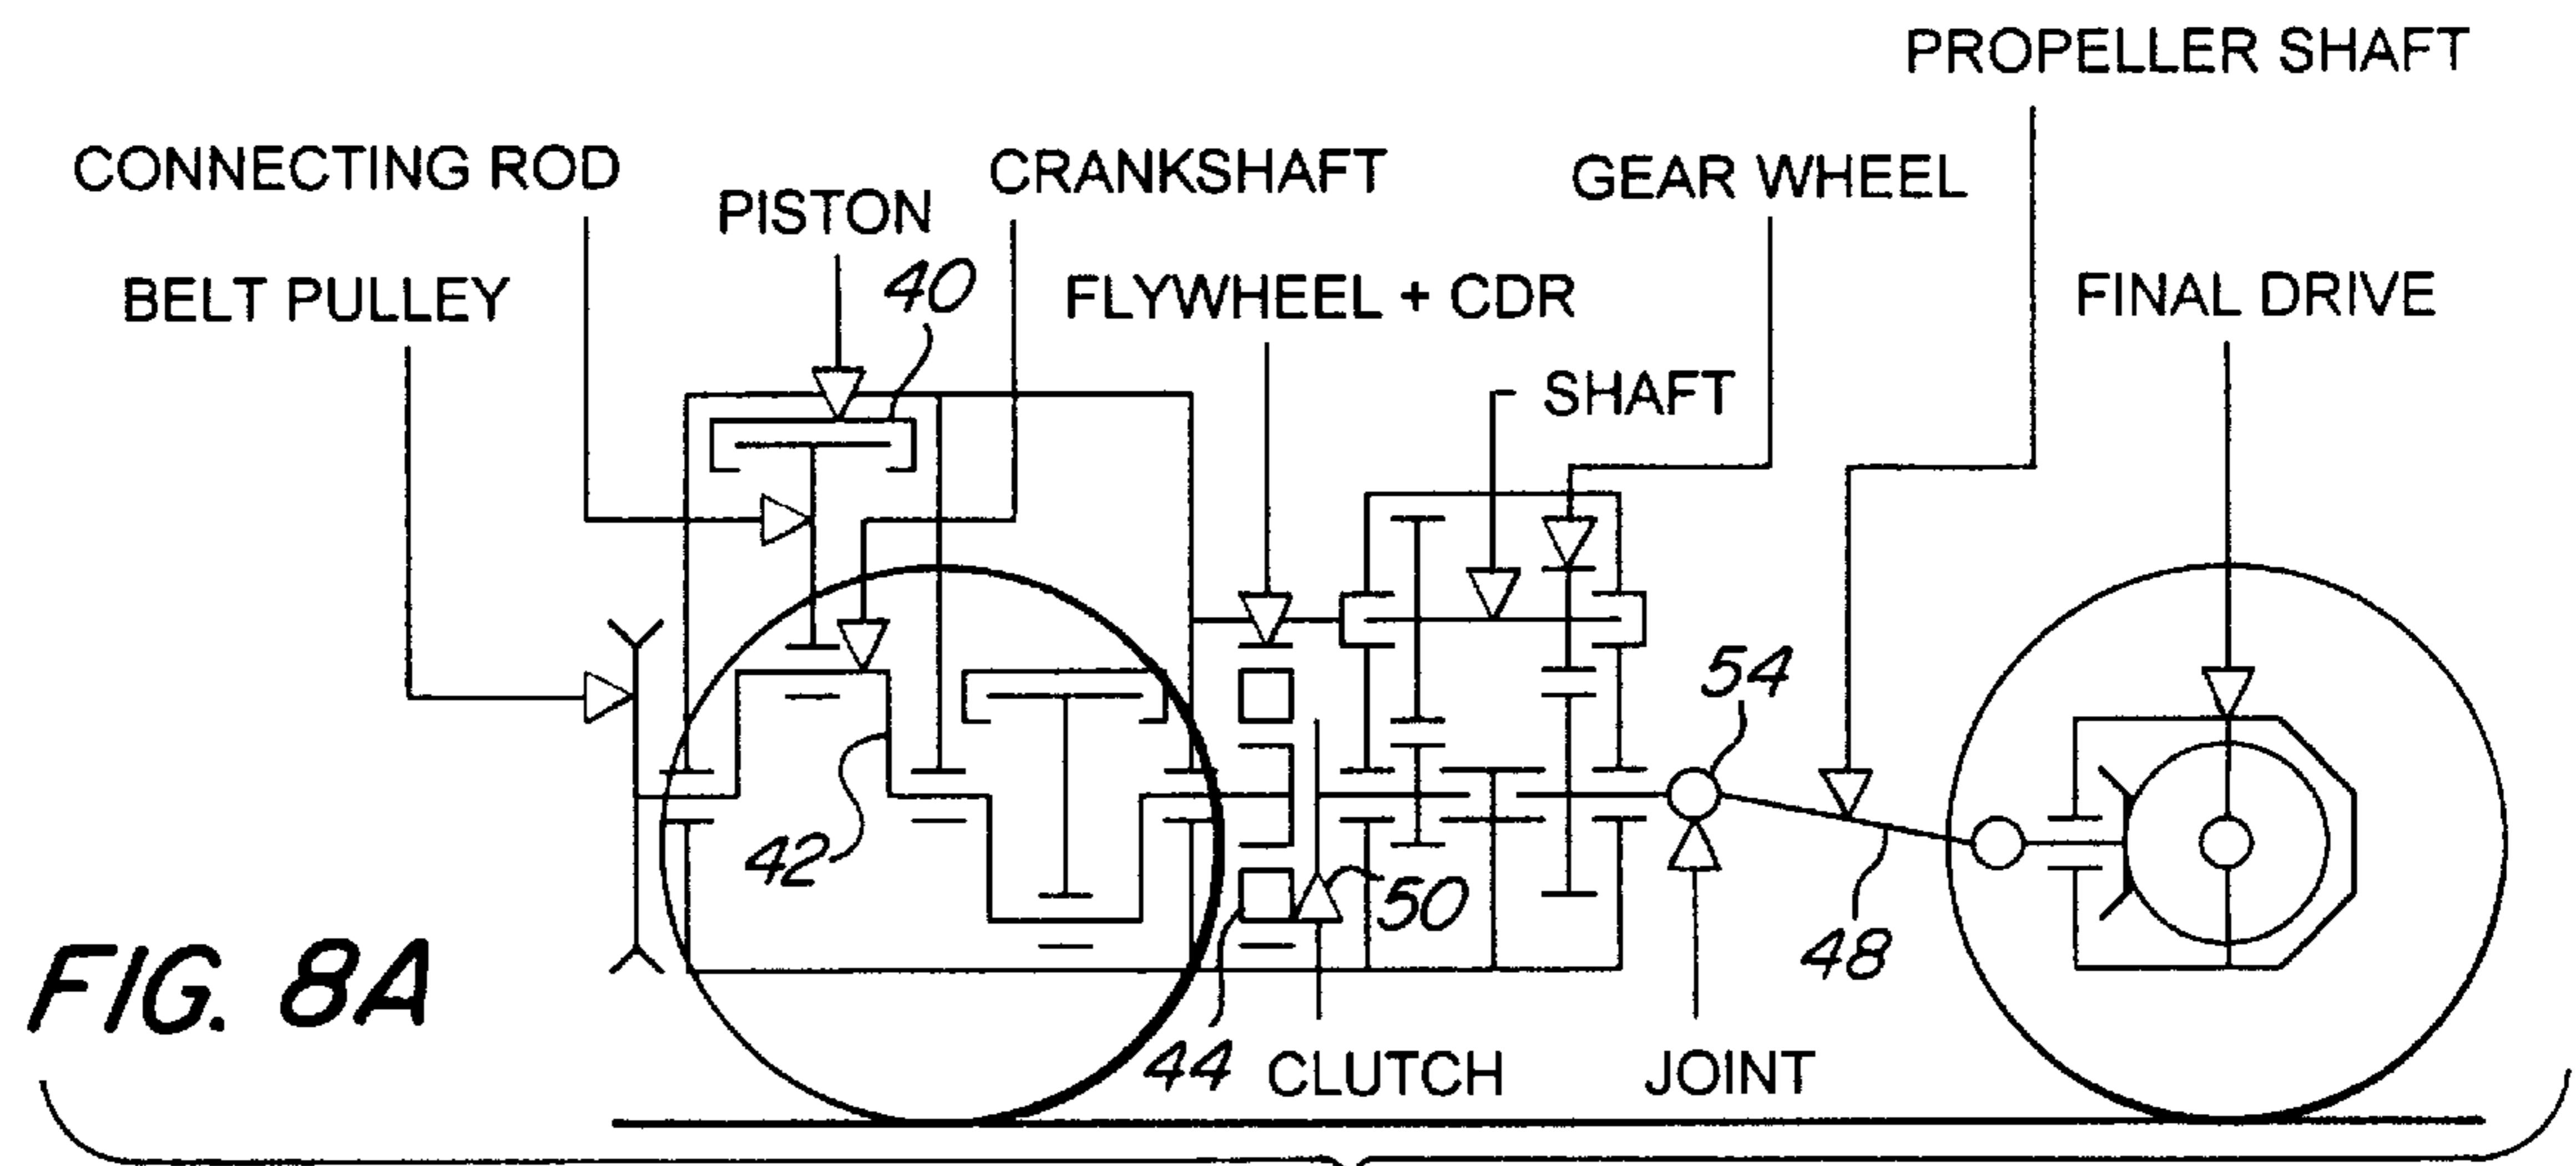 PROPELLER SHAFT
CONNECTING ROD
PISTON
CRANKSHAFT
GEAR WHEEL
BELT PULLEY
40
FLYWHEEL + CDR
FINAL DRIVE
SHAFT
54
42
50
48
FIG. 8A
44
CLUTCH
JOINT